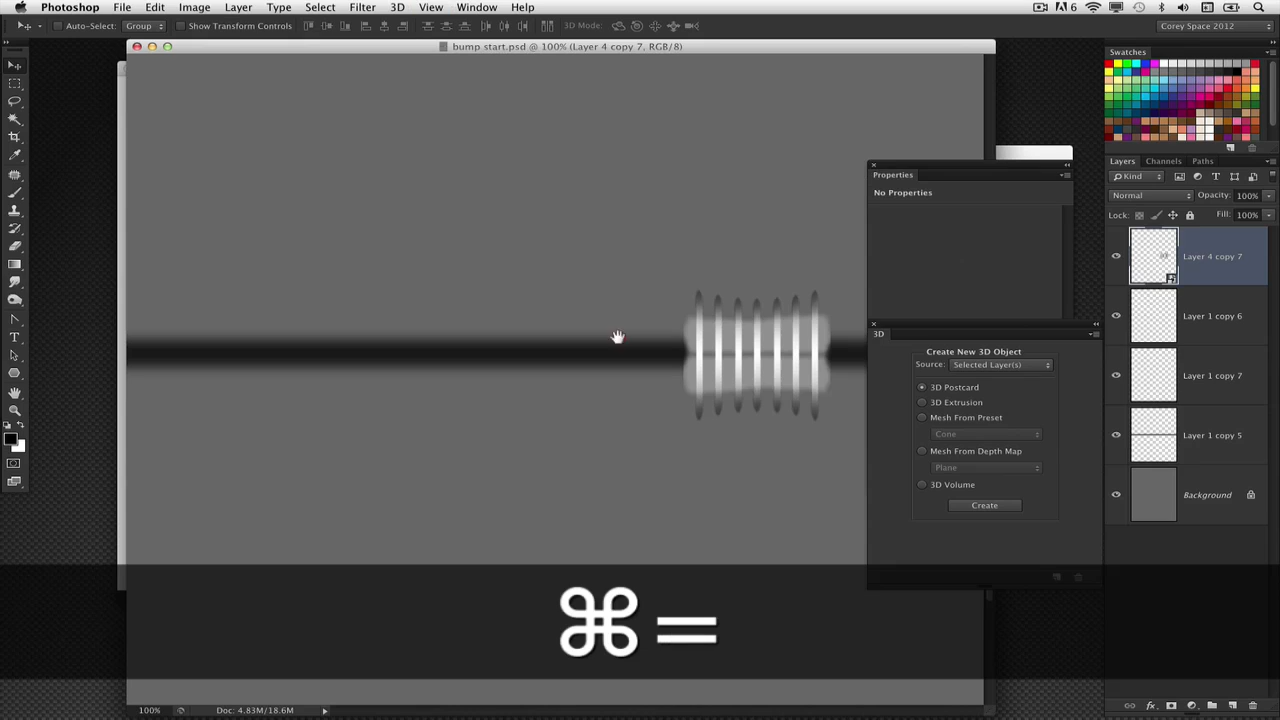 Photoshop File Edit Image Layer Type Select Filter 3D View Window Help 6
Auto-Select: Group Show Transform Controls 3D Mode: Corey Space 2012
bump start.psd @ 100% (Layer 4 copy 7, RGB/8)
Swatches
Layers Channels Paths
Kind
Normal Opacity: 100%
Lock: Fill: 100%
Layer 4 copy 7
Layer 1 copy 6
Layer 1 copy 7
Layer 1 copy 5
Background
Properties
No Properties
3D
Create New 3D Object
Source: Selected Layer(s)
3D Postcard
3D Extrusion
Mesh From Preset
Cone
Mesh From Depth Map
Plane
3D Volume
Create
⌘ =
100% Doc: 4.83M/18.6M